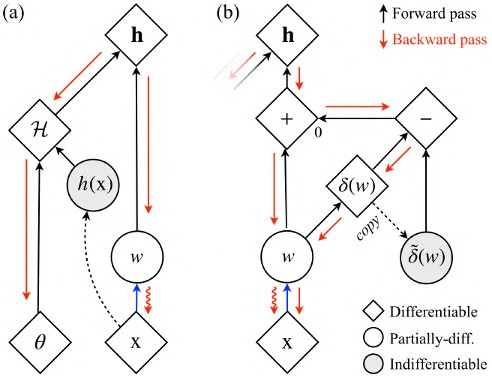 (a)
h
ℋ
h(x)
w
θ
x
(b)
h
+
0
−
δ(w)
copy
w
δ̃(w)
x
Forward pass
Backward pass
Differentiable
Partially-diff.
Indifferentiable